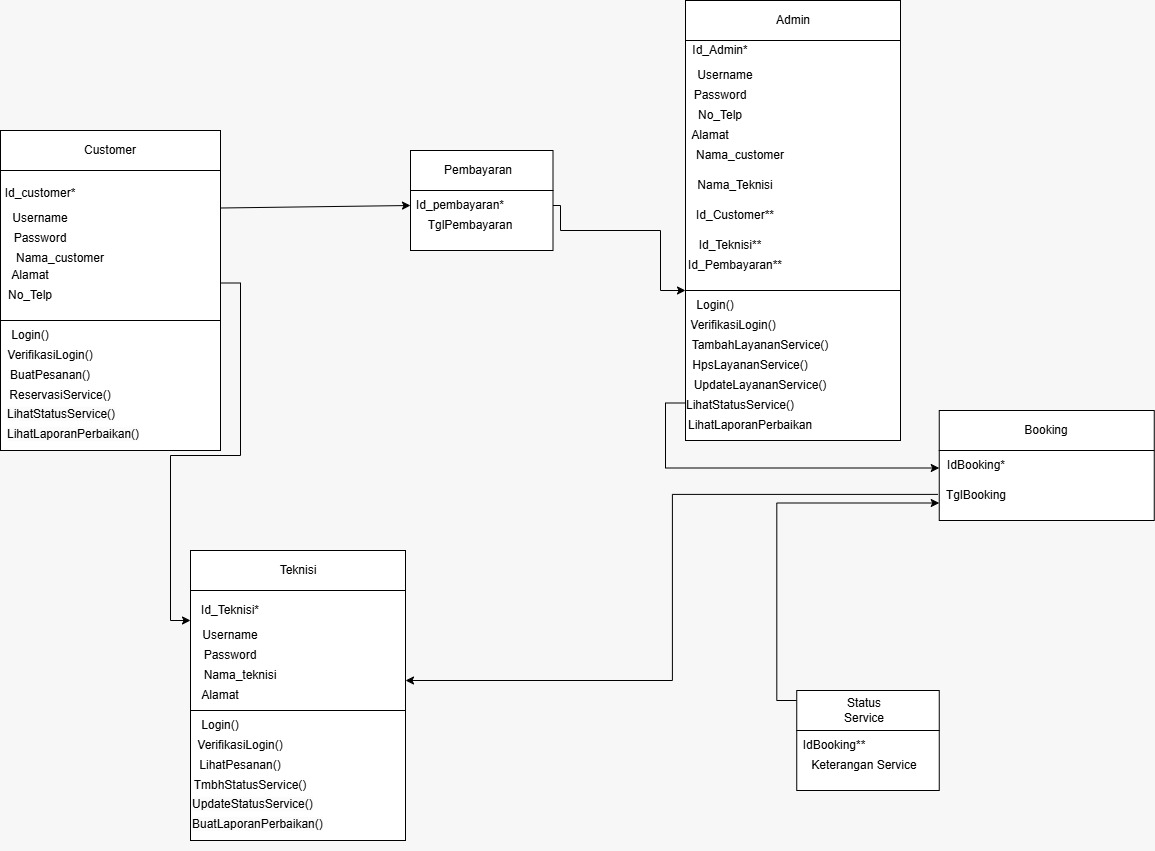 Customer
Id_customer*
Username
Password
Nama_customer
Alamat
No_Telp
Login()
VerifikasiLogin()
BuatPesanan()
ReservasiService()
LihatStatusService()
LihatLaporanPerbaikan()
Pembayaran
Id_pembayaran*
TglPembayaran
Admin
Id_Admin*
Username
Password
No_Telp
Alamat
Nama_customer
Nama_Teknisi
Id_Customer**
Id_Teknisi**
Id_Pembayaran**
Login()
VerifikasiLogin()
TambahLayananService()
HpsLayananService()
UpdateLayananService()
LihatStatusService()
LihatLaporanPerbaikan
Booking
IdBooking*
TglBooking
Teknisi
Id_Teknisi*
Username
Password
Nama_teknisi
Alamat
Login()
VerifikasiLogin()
LihatPesanan()
TmbhStatusService()
UpdateStatusService()
BuatLaporanPerbaikan()
Status
Service
IdBooking**
Keterangan Service